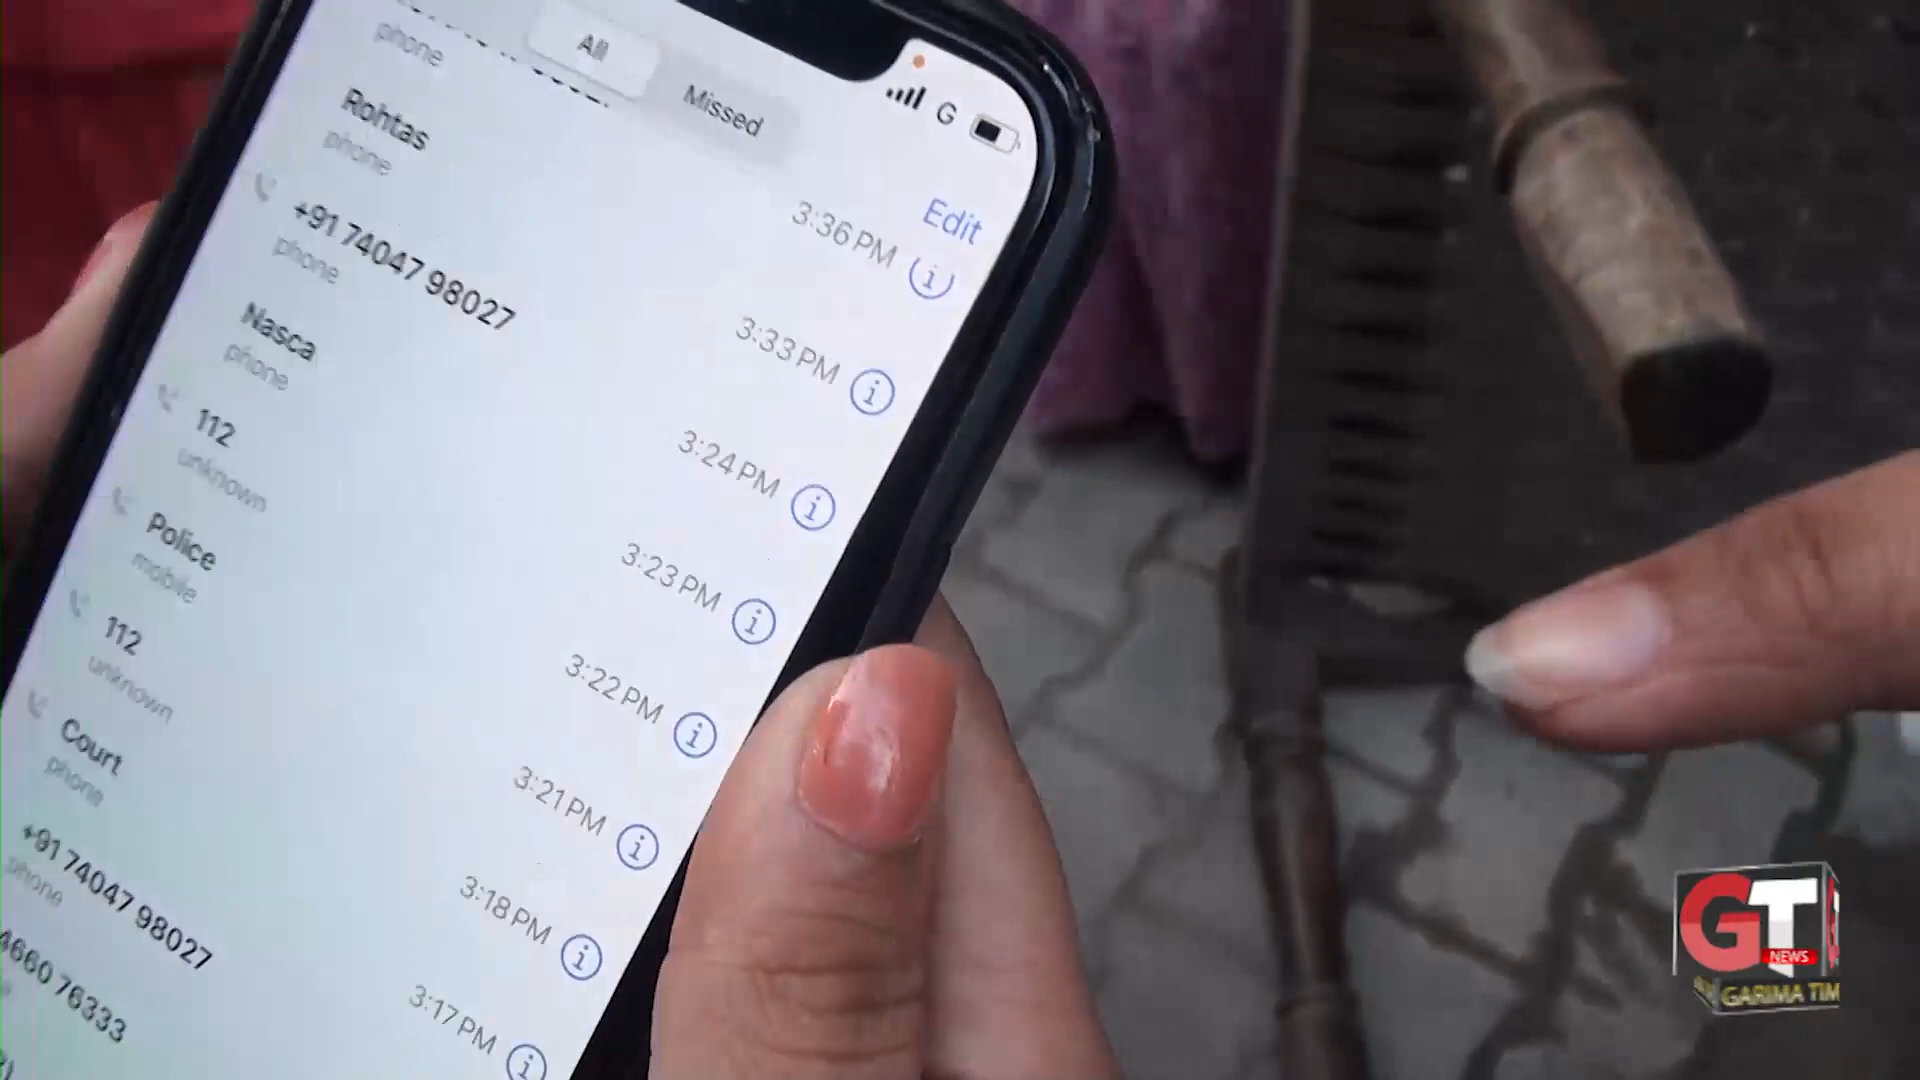 All Missed
Edit
phone
3:36 PM
Rohtas
phone
3:33 PM
+91 74047 98027
phone
3:24 PM
Nasca
phone
3:23 PM
112
unknown
3:22 PM
Police
mobile
3:21 PM
112
unknown
3:18 PM
Court
phone
3:17 PM
+91 74047 98027
phone
4660 76333
G
GT
NEWS
GARIMA TIM